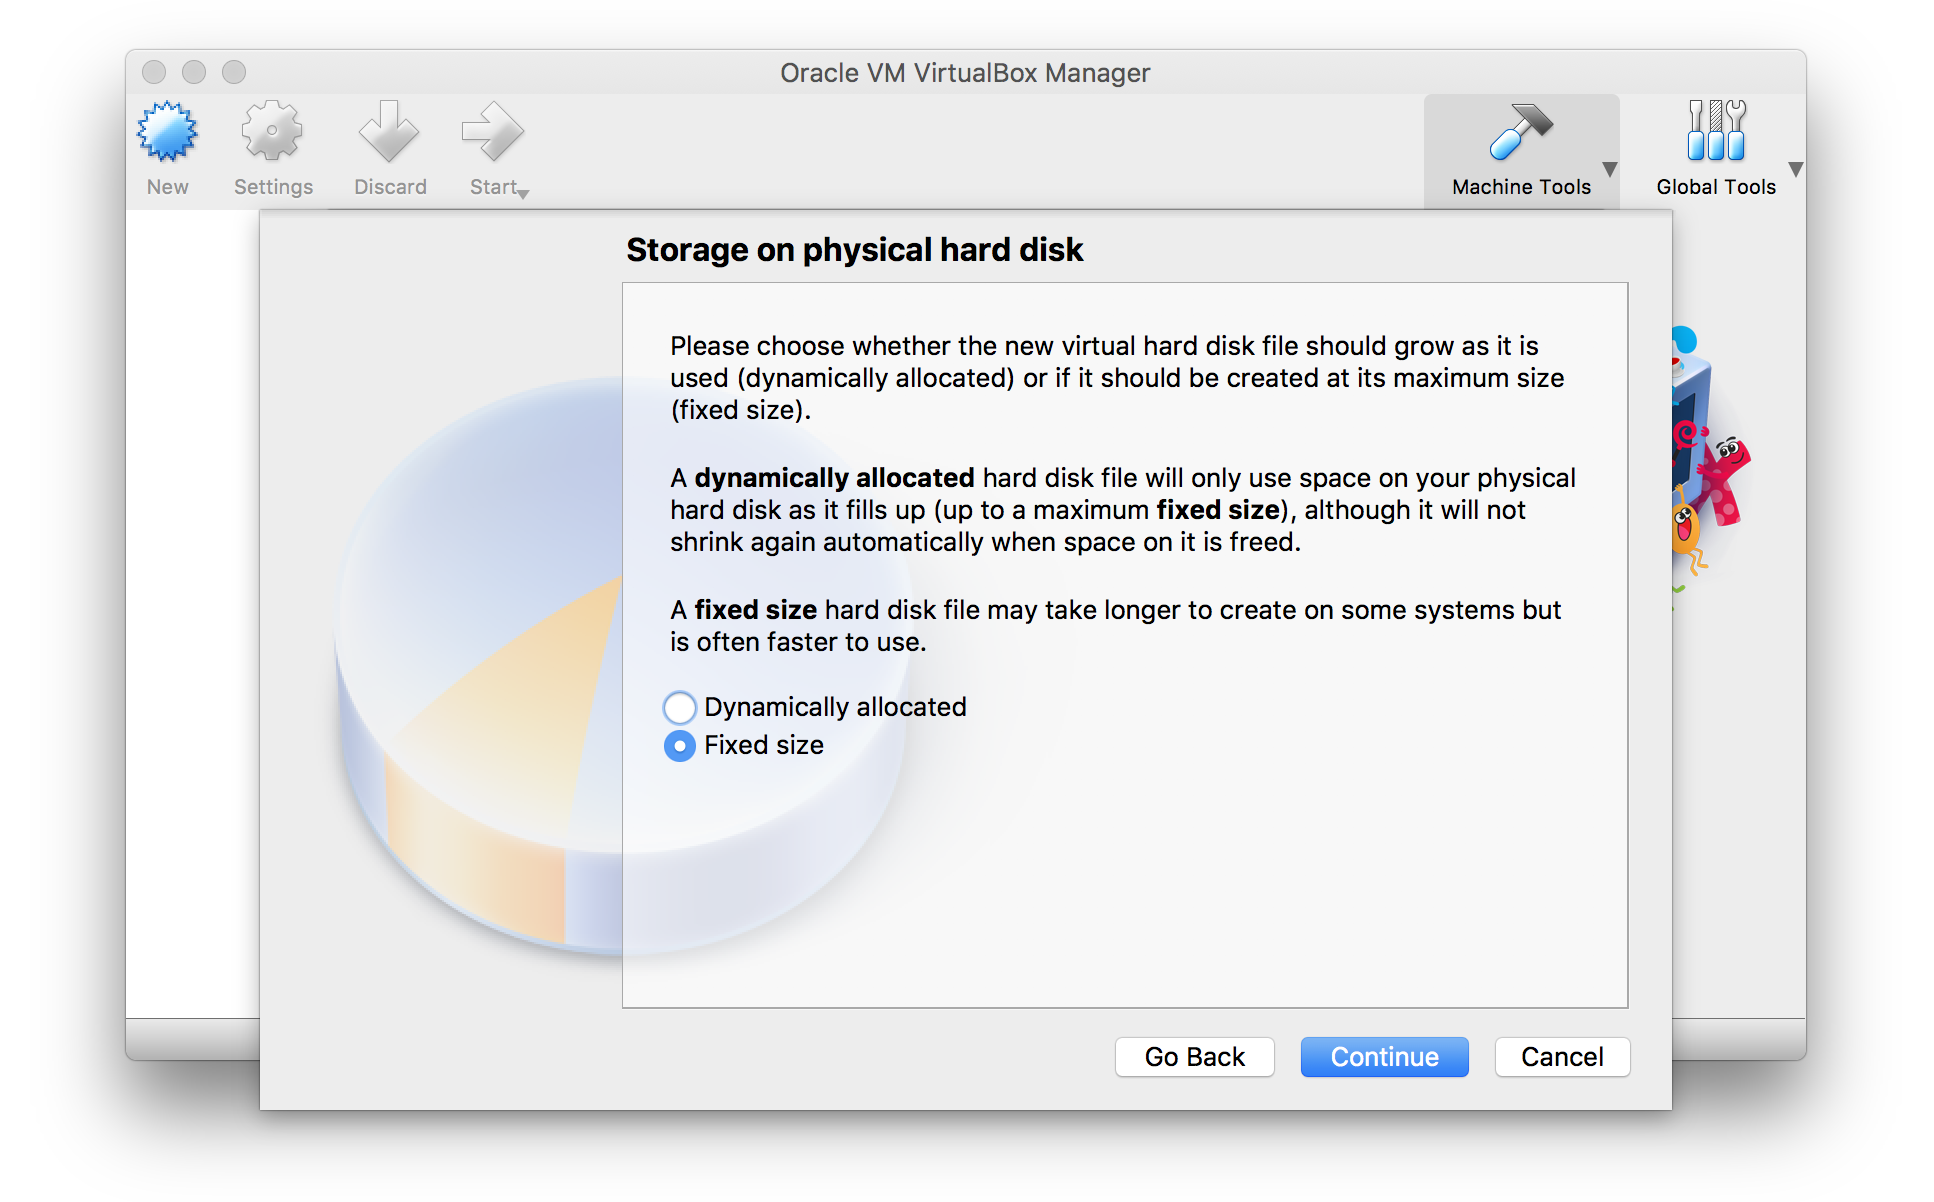 Oracle VM VirtualBox Manager
New
Settings
Discard
Start
Machine Tools
Global Tools
Storage on physical hard disk
Please choose whether the new virtual hard disk file should grow as it is
used (dynamically allocated) or if it should be created at its maximum size
(fixed size).
A dynamically allocated hard disk file will only use space on your physical
hard disk as it fills up (up to a maximum fixed size), although it will not
shrink again automatically when space on it is freed.
A fixed size hard disk file may take longer to create on some systems but
is often faster to use.
Dynamically allocated
Fixed size
Go Back
Continue
Cancel